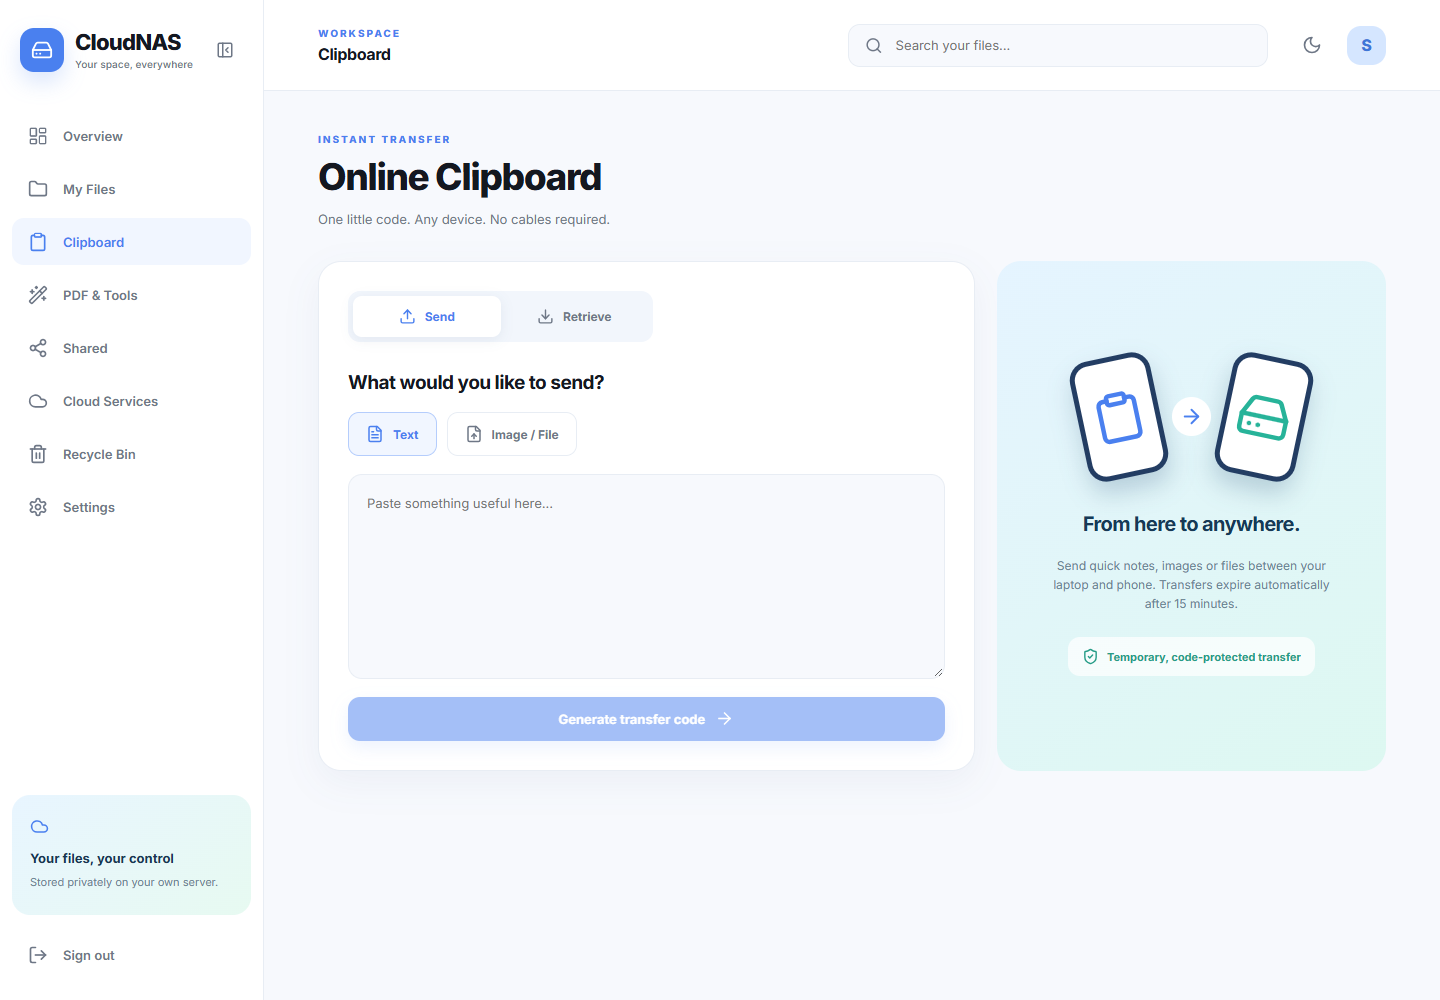 CloudNAS
Your space, everywhere
Overview
My Files
Clipboard
PDF & Tools
Shared
Cloud Services
Recycle Bin
Settings
Your files, your control
Stored privately on your own server.
Sign out
WORKSPACE
Clipboard
Search your files...
S
INSTANT TRANSFER
Online Clipboard
One little code. Any device. No cables required.
Send
Retrieve
What would you like to send?
Text
Image / File
Paste something useful here...
Generate transfer code
From here to anywhere.
Send quick notes, images or files between your
laptop and phone. Transfers expire automatically
after 15 minutes.
Temporary, code-protected transfer